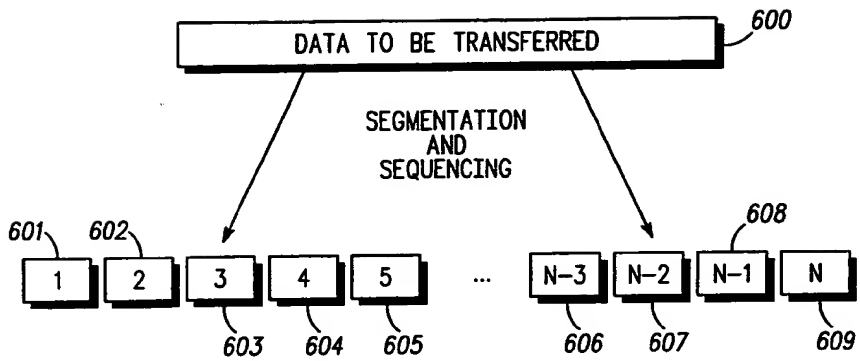 DATA TO BE TRANSFERRED
600
SEGMENTATION
AND
SEQUENCING
601 602 608
1 2 3 4 5 ... N-3 N-2 N-1 N
603 604 605 606 607 609